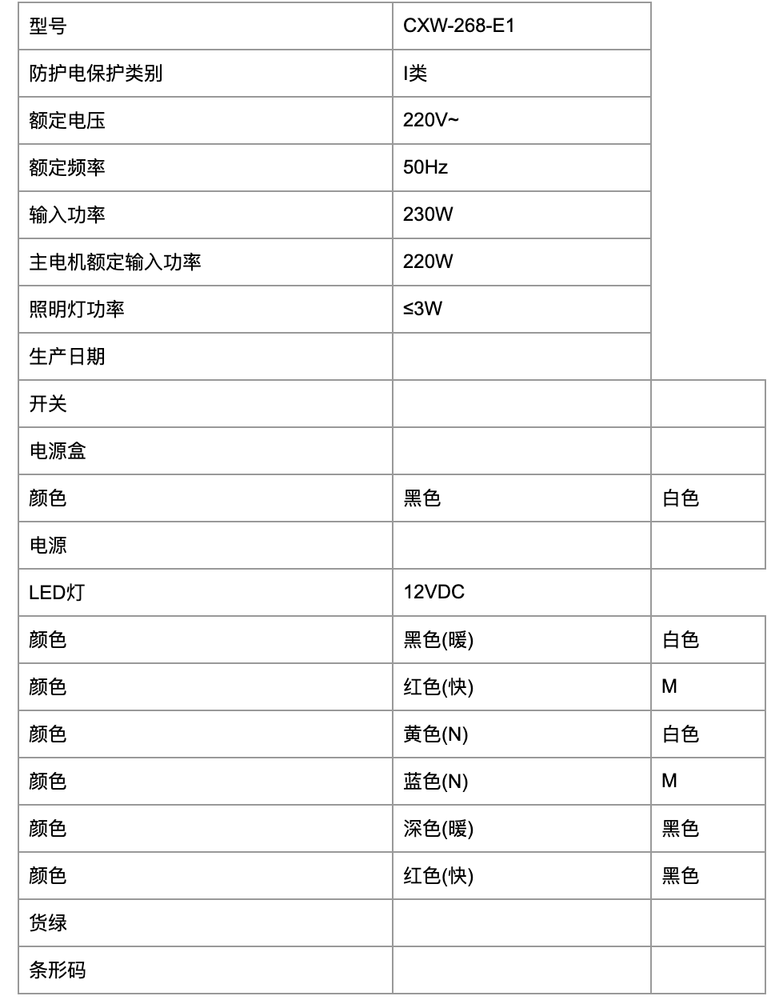 型号 CXW-268-E1
防护电保护类别 I类
额定电压 220V~
额定频率 50Hz
输入功率 230W
主电机额定输入功率 220W
照明灯功率 ≤3W
生产日期
开关
电源盒
颜色 黑色 白色
电源
LED灯 12VDC
颜色 黑色(暖) 白色
颜色 红色(快) M
颜色 黄色(N) 白色
颜色 蓝色(N) M
颜色 深色(暖) 黑色
颜色 红色(快) 黑色
货绿
条形码